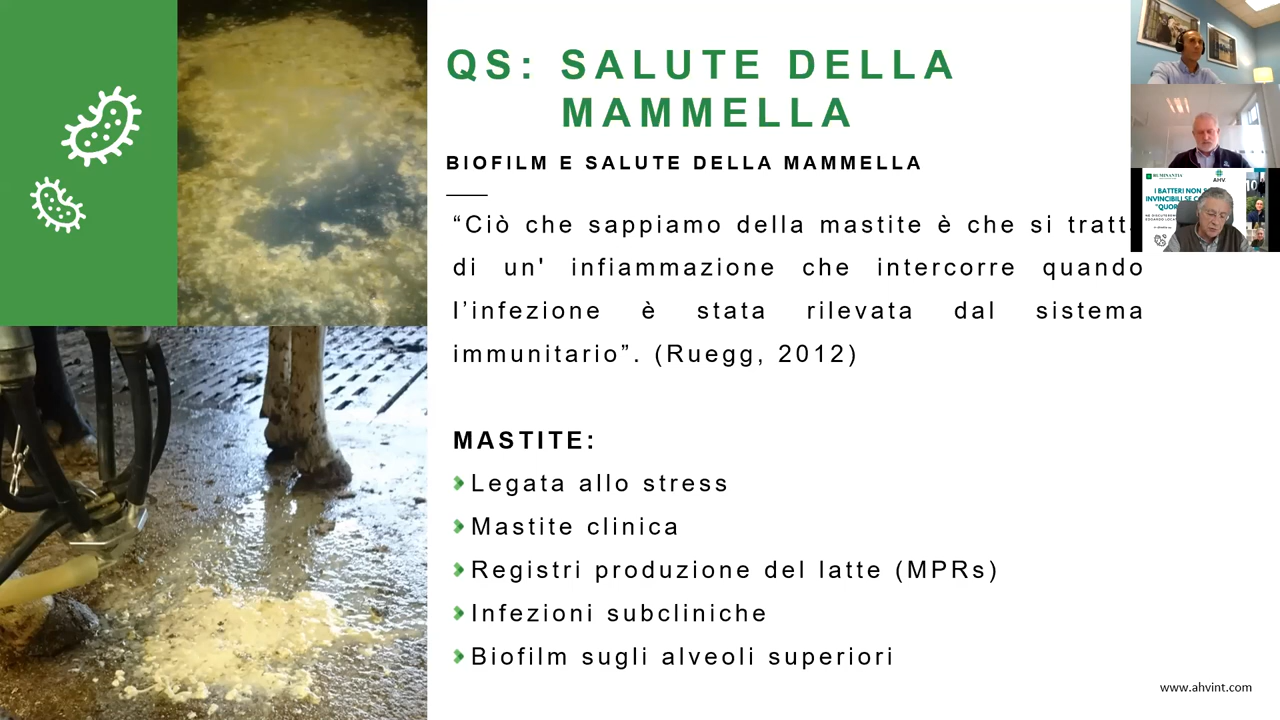 QS: SALUTE DELLA
MAMMELLA
BIOFILM E SALUTE DELLA MAMMELLA
“Ciò che sappiamo della mastite è che si tratta
di un' infiammazione che intercorre quando
l’infezione è stata rilevata dal sistema
immunitario”. (Ruegg, 2012)
MASTITE:
Legata allo stress
Mastite clinica
Registri produzione del latte (MPRs)
Infezioni subcliniche
Biofilm sugli alveoli superiori
www.ahvint.com
RUMINANTIA
AHV
I BATTERI NON
INVINCIBILI SE